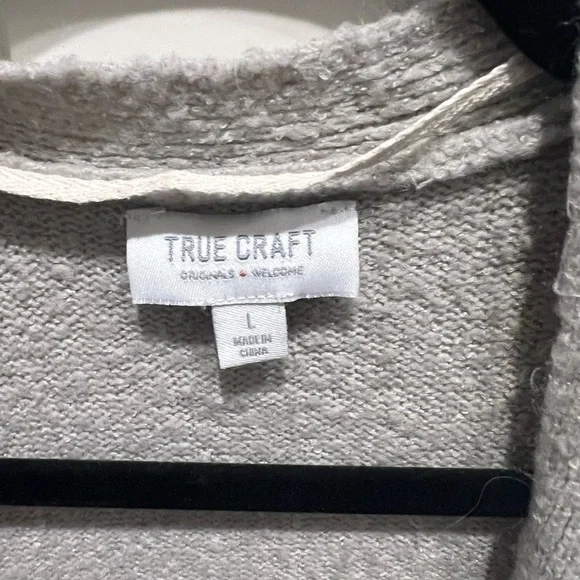 TRUE CRAFT
ORIGINALS • WELCOME
L
MADE IN
CHINA